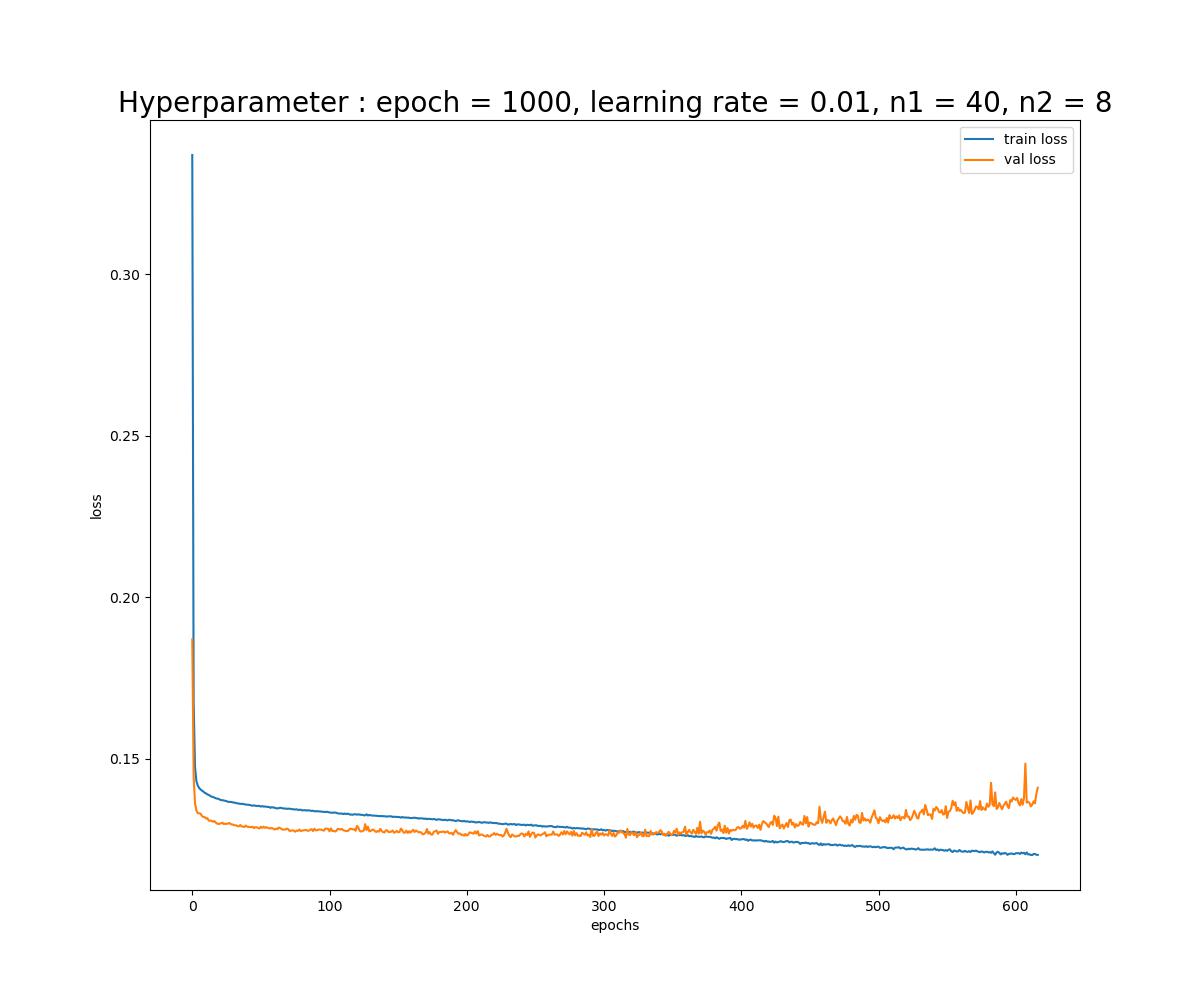 Hyperparameter : epoch = 1000, learning rate = 0.01, n1 = 40, n2 = 8
train loss
val loss
0.30
0.25
0.20
0.15
loss
0 100 200 300 400 500 600
epochs